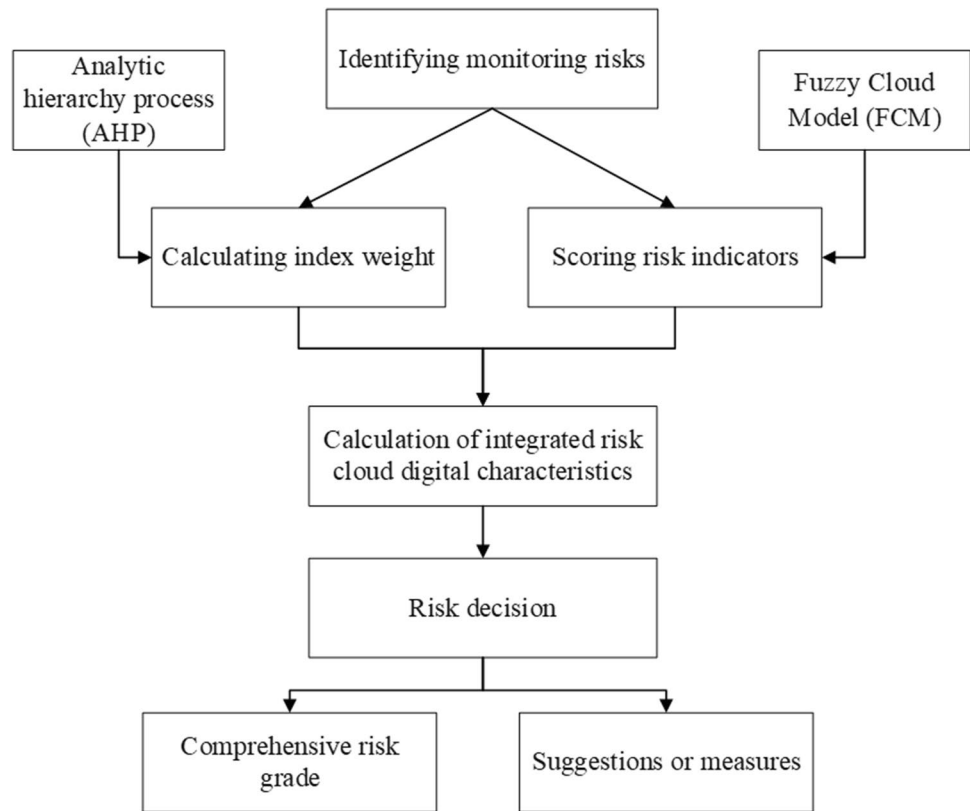 Analytic
hierarchy process
(AHP)
Identifying monitoring risks
Fuzzy Cloud
Model (FCM)
Calculating index weight
Scoring risk indicators
Calculation of integrated risk
cloud digital characteristics
Risk decision
Comprehensive risk
grade
Suggestions or measures